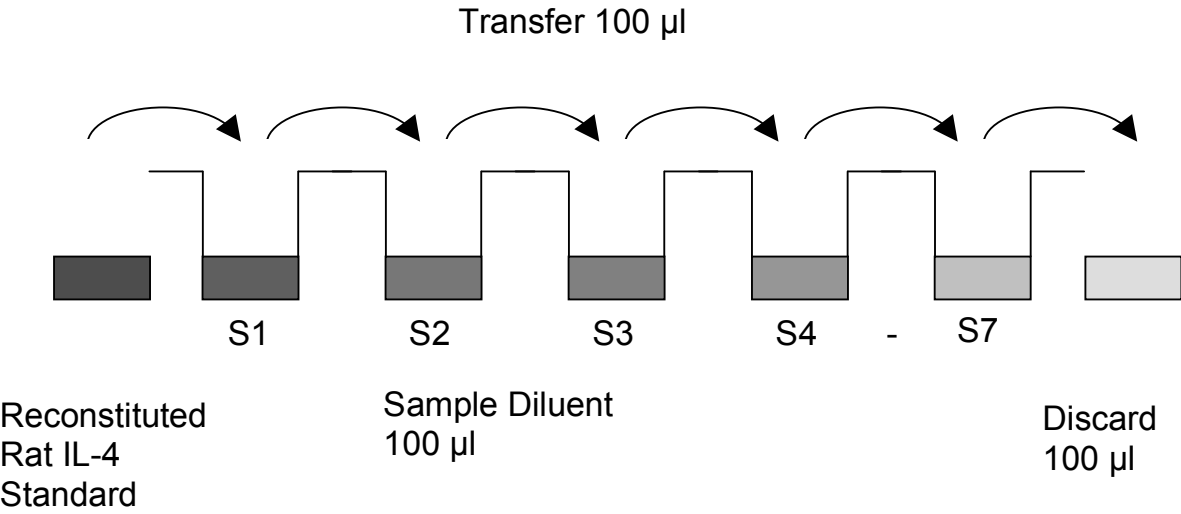 Transfer 100 µl
S1 S2 S3 S4 - S7
Reconstituted
Rat IL-4
Standard
Sample Diluent
100 µl
Discard
100 µl